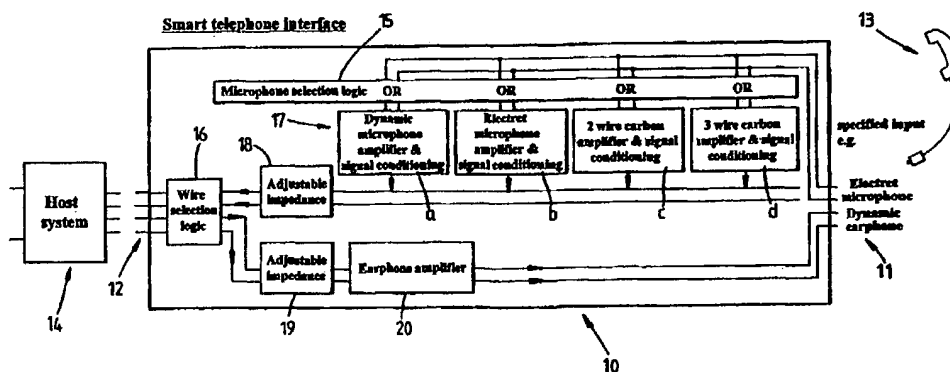 Smart telephone interface
15
13
Microphone selection logic
OR
OR
OR
OR
17
Dynamic
microphone
amplifier &
signal conditioning
Electret
microphone
amplifier &
signal conditioning
2 wire carbon
amplifier & signal
conditioning
3 wire carbon
amplifier & signal
conditioning
specified input
e.g.
16
18
Host
system
Wire
selection
logic
Adjustable
impedance
a
b
c
d
Electret
microphone
Dynamic
earphone
Adjustable
impedance
Earphone amplifier
14
12
11
19
20
10